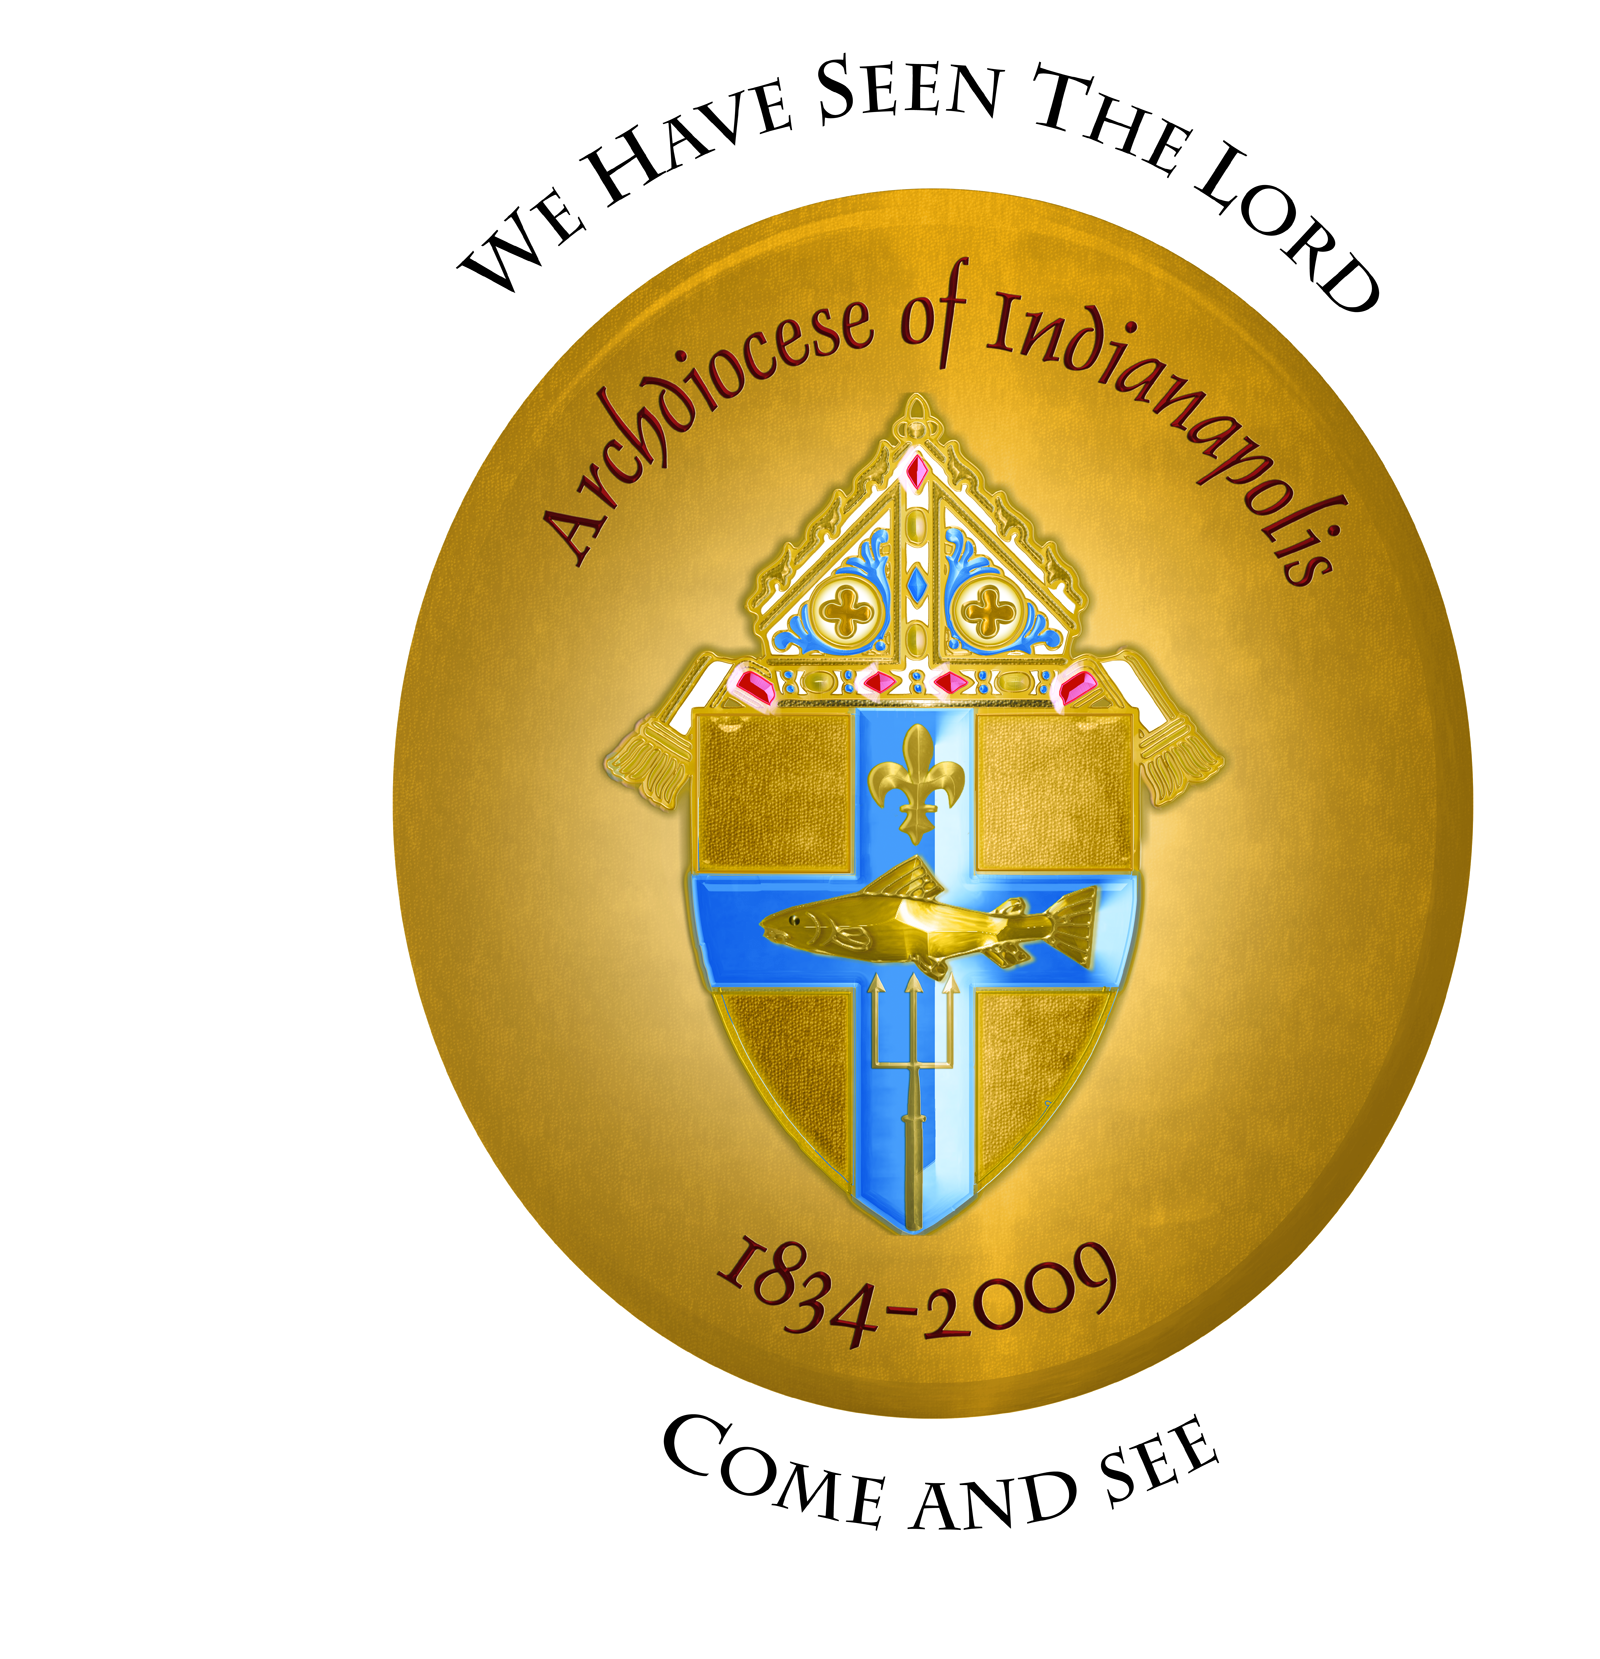 We Have Seen The Lord
Archdiocese of Indianapolis
1834-2009
Come and see